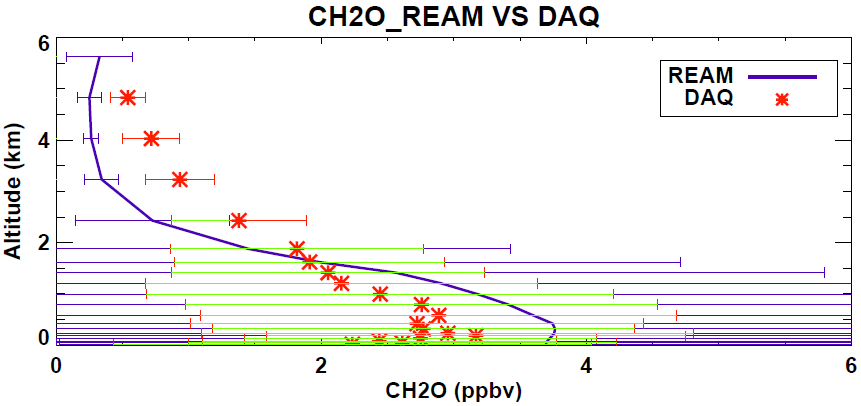 CH2O_REAM VS DAQ
6
4
2
0
Altitude (km)
REAM
DAQ
0 2 4 6
CH2O (ppbv)